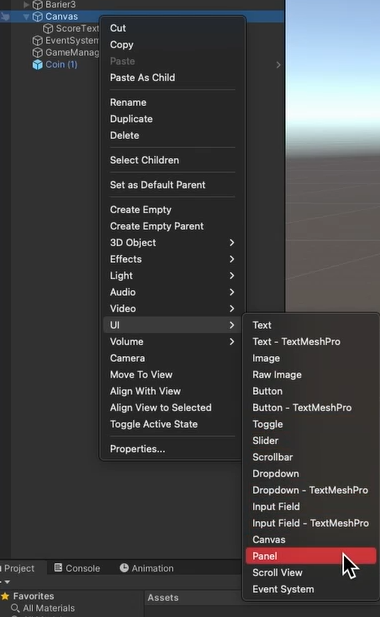 Barier3
Canvas
ScoreText
EventSystem
GameManag
Coin (1)
Cut
Copy
Paste
Paste As Child
Rename
Duplicate
Delete
Select Children
Set as Default Parent
Create Empty
Create Empty Parent
3D Object
Effects
Light
Audio
Video
UI
Volume
Camera
Move To View
Align With View
Align View to Selected
Toggle Active State
Properties...
Text
Text - TextMeshPro
Image
Raw Image
Button
Button - TextMeshPro
Toggle
Slider
Scrollbar
Dropdown
Dropdown - TextMeshPro
Input Field
Input Field - TextMeshPro
Canvas
Panel
Scroll View
Event System
Project
Console
Animation
Favorites
All Materials
Assets